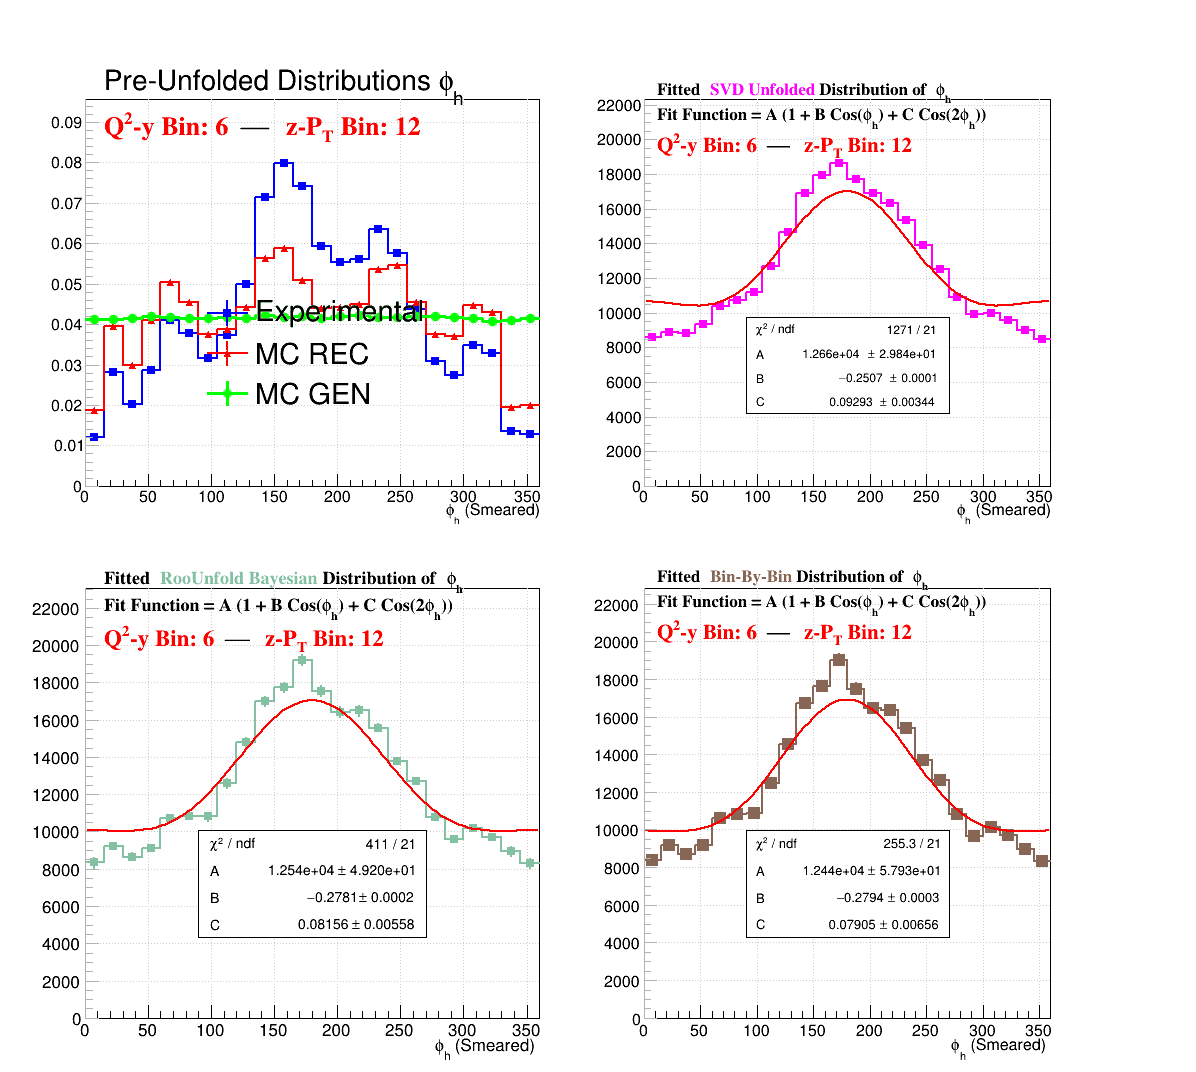 Pre-Unfolded Distributions ϕh
Q2-y Bin: 6 — z-PT Bin: 12
0.09
0.08
0.07
0.06
0.05
0.04
0.03
0.02
0.01
0
Experimental
MC REC
MC GEN
0 50 100 150 200 250 300 350
ϕh (Smeared)
Fitted SVD Unfolded Distribution of ϕh
Fit Function = A (1 + B Cos(ϕh) + C Cos(2ϕh))
Q2-y Bin: 6 — z-PT Bin: 12
22000
20000
18000
16000
14000
12000
10000
8000
6000
4000
2000
0
χ2 / ndf 1271 / 21
A 1.266e+04 ± 2.984e+01
B −0.2507 ± 0.0001
C 0.09293 ± 0.00344
0 50 100 150 200 250 300 350
ϕh (Smeared)
Fitted RooUnfold Bayesian Distribution of ϕh
Fit Function = A (1 + B Cos(ϕh) + C Cos(2ϕh))
Q2-y Bin: 6 — z-PT Bin: 12
22000
20000
18000
16000
14000
12000
10000
8000
6000
4000
2000
0
χ2 / ndf 411 / 21
A 1.254e+04 ± 4.920e+01
B −0.2781 ± 0.0002
C 0.08156 ± 0.00558
0 50 100 150 200 250 300 350
ϕh (Smeared)
Fitted Bin-By-Bin Distribution of ϕh
Fit Function = A (1 + B Cos(ϕh) + C Cos(2ϕh))
Q2-y Bin: 6 — z-PT Bin: 12
22000
20000
18000
16000
14000
12000
10000
8000
6000
4000
2000
0
χ2 / ndf 255.3 / 21
A 1.244e+04 ± 5.793e+01
B −0.2794 ± 0.0003
C 0.07905 ± 0.00656
0 50 100 150 200 250 300 350
ϕh (Smeared)